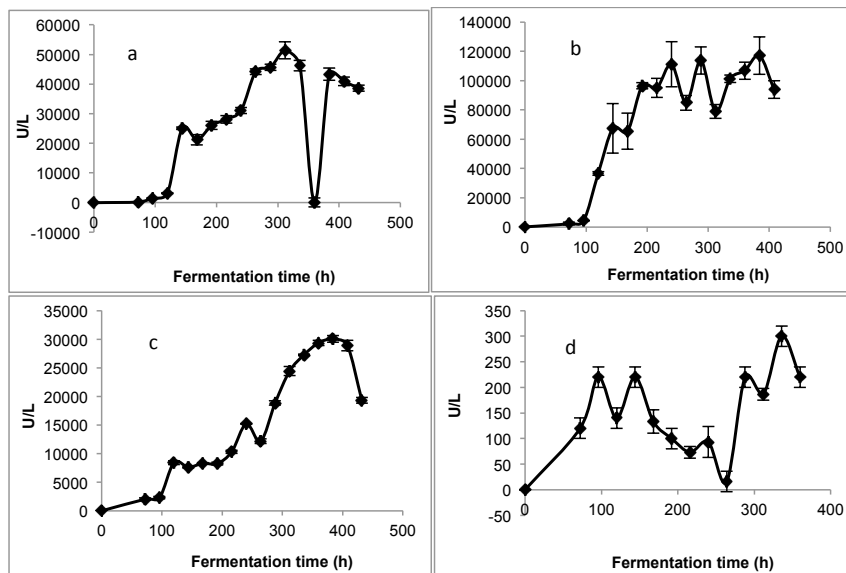 a
60000
50000
40000
30000
20000
10000
0
-10000
0 100 200 300 400 500
U/L
Fermentation time (h)
b
140000
120000
100000
80000
60000
40000
20000
0
0 100 200 300 400 500
U/L
Fermentation time (h)
c
35000
30000
25000
20000
15000
10000
5000
0
0 100 200 300 400 500
U/L
Fermentation time (h)
d
350
300
250
200
150
100
50
0
-50
0 100 200 300 400
U/L
Fermentation time (h)